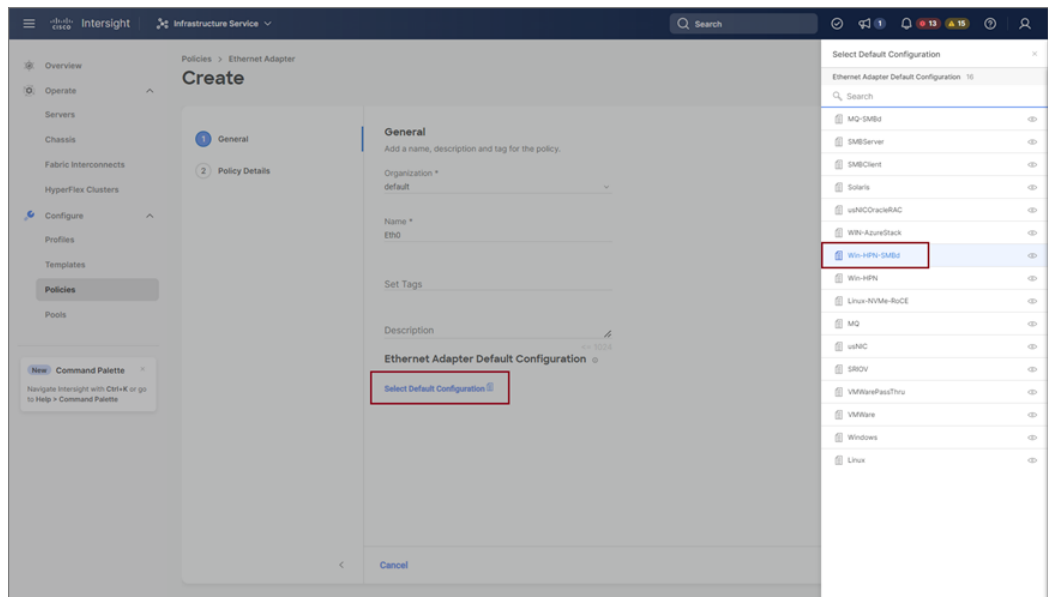 cisco Intersight
Infrastructure Service
Search
1
13
15
Overview
Operate
Servers
Chassis
Fabric Interconnects
HyperFlex Clusters
Configure
Profiles
Templates
Policies
Pools
New Command Palette
Navigate Intersight with Ctrl+K or go
to Help > Command Palette
Policies > Ethernet Adapter
Create
1 General
2 Policy Details
General
Add a name, description and tag for the policy.
Organization *
default
Name *
Eth0
Set Tags
Description
<= 1024
Ethernet Adapter Default Configuration
Select Default Configuration
Cancel
Select Default Configuration
Ethernet Adapter Default Configuration 16
Search
MQ-SMBd
SMBServer
SMBClient
Solaris
usNICOracleRAC
WIN-AzureStack
Win-HPN-SMBd
Win-HPN
Linux-NVMe-RoCE
MQ
usNIC
SRIOV
VMWarePassThru
VMWare
Windows
Linux